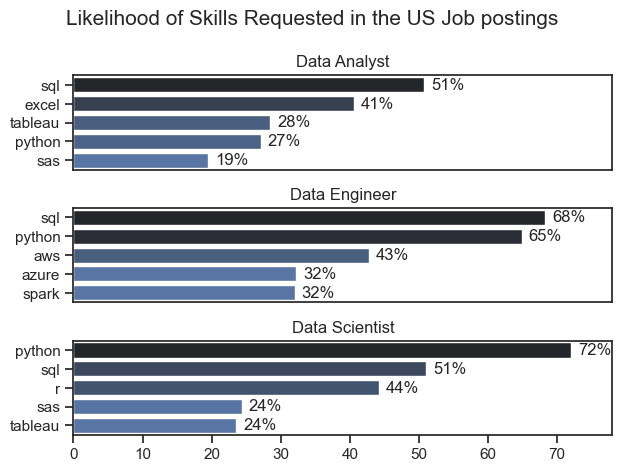 Likelihood of Skills Requested in the US Job postings
Data Analyst
sql 51%
excel 41%
tableau 28%
python 27%
sas 19%
Data Engineer
sql 68%
python 65%
aws 43%
azure 32%
spark 32%
Data Scientist
python 72%
sql 51%
r 44%
sas 24%
tableau 24%
0 10 20 30 40 50 60 70